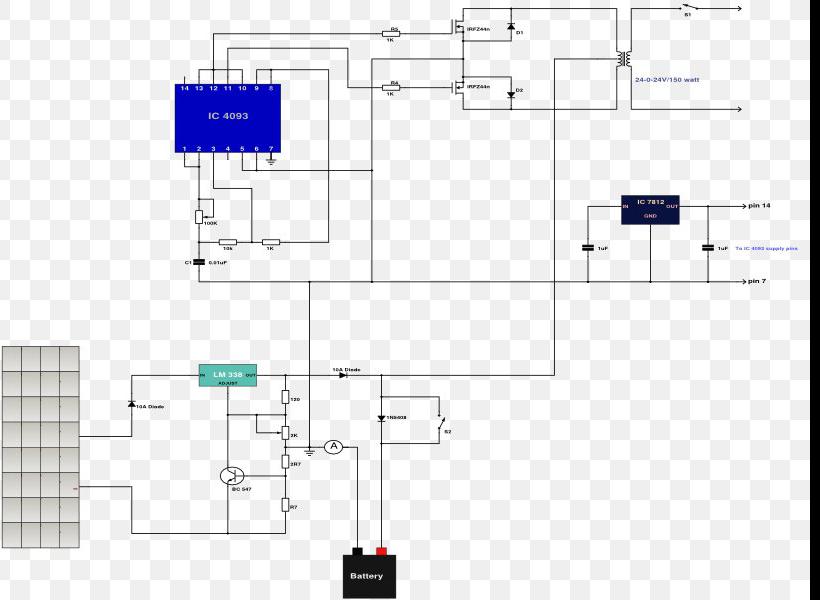 S1
R5
1K
IRFZ44n
D1
24-0-24V/150 watt
R4
1K
IRFZ44n
D2
14 13 12 11 10 9 8
IC 4093
1 2 3 4 5 6 7
100K
10k
1K
C1 0.01uF
IC 7812
IN OUT
GND
pin 14
1uF
1uF
To IC 4093 supply pins
pin 7
LM 338
IN OUT
ADJUST
10A Diode
10A Diode
120
2K
1N5408
S2
A
2R7
BC 547
R7
Battery